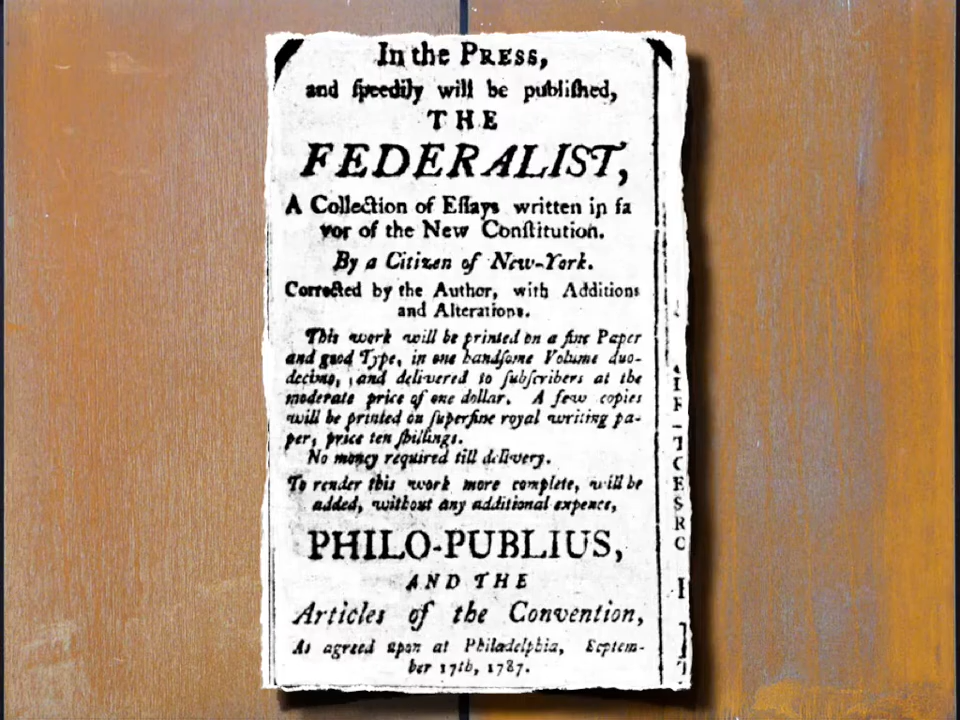 In the PRESS,
and ſpeedily will be publiſhed,
THE
FEDERALIST,
A Collection of Eſſays written in fa
vor of the New Conſtitution.
By a Citizen of New-York.
Corrected by the Author, with Additions
and Alterations.
This work will be printed on a fine Paper
and good Type, in one handſome Volume duo-
decimo, and delivered to ſubſcribers at the
moderate price of one dollar. A few copies
will be printed on ſuperfine royal writing pa-
per, price ten ſhillings.
No money required till delivery.
To render this work more complete, will be
added, without any additional expence,
PHILO-PUBLIUS,
AND THE
Articles of the Convention,
As agreed upon at Philadelphia, Septem-
ber 17th, 1787.